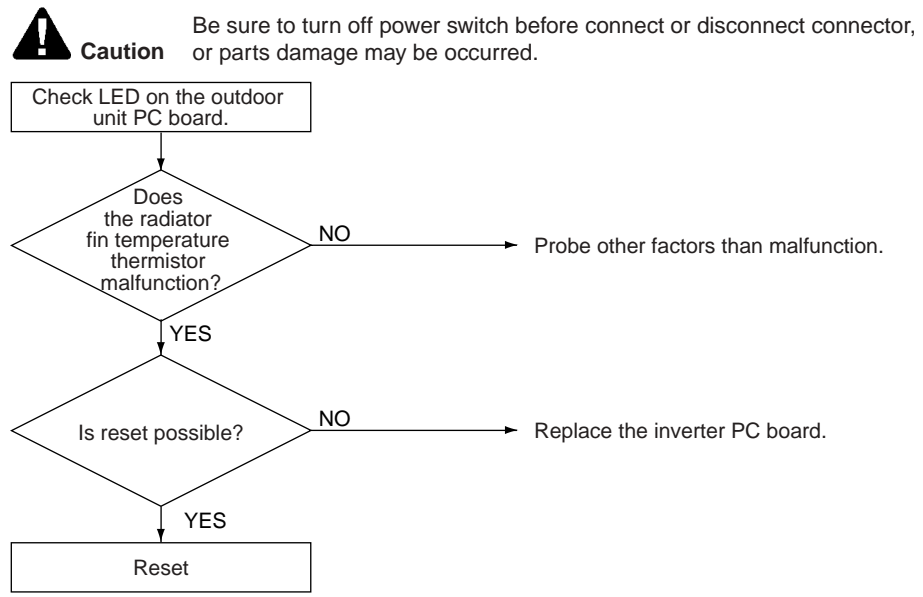 Be sure to turn off power switch before connect or disconnect connector,
Caution or parts damage may be occurred.
Check LED on the outdoor
unit PC board.
Does
the radiator
fin temperature
thermistor
malfunction?
NO
Probe other factors than malfunction.
YES
Is reset possible?
NO
Replace the inverter PC board.
YES
Reset